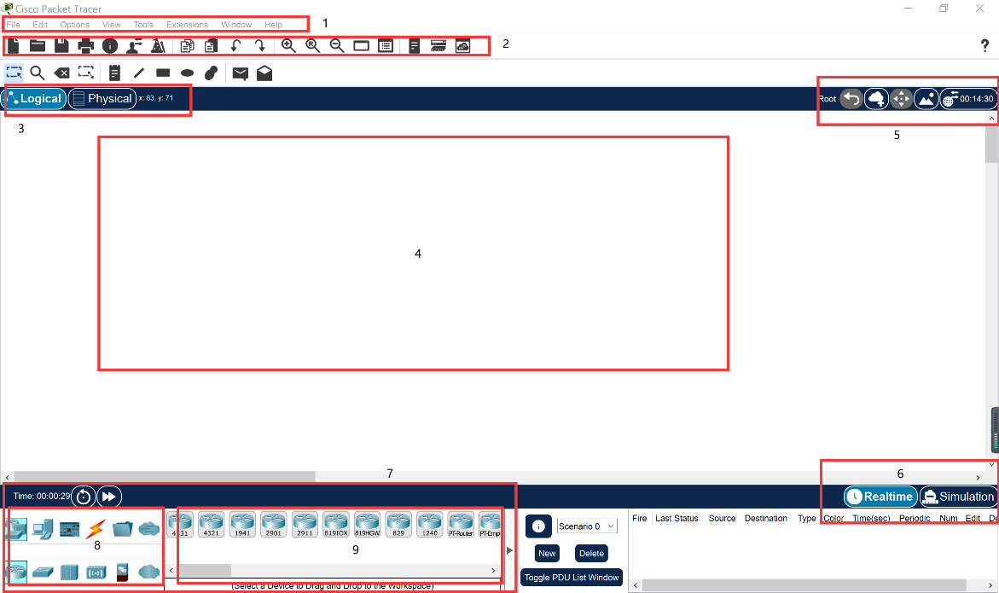 Cisco Packet Tracer
File Edit Options View Tools Extensions Window Help 1
2
Logical Physical x: 83, y: 71
Root 00:14:30
3
5
4
7
6
Time: 00:00:29
Realtime Simulation
8
4331 4321 1941 2901 2911 819IOX 819HGW 829 1240 PT-Router PT-Empt
9
(Select a Device to Drag and Drop to the Workspace)
Scenario 0
New Delete
Toggle PDU List Window
Fire Last Status Source Destination Type Color Time(sec) Periodic Num Edit De